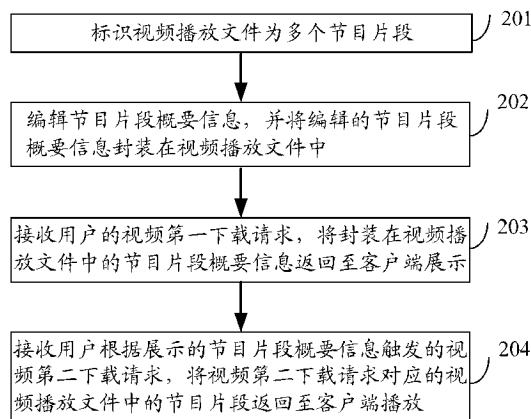 标识视频播放文件为多个节目片段
201
编辑节目片段概要信息，并将编辑的节目片段
概要信息封装在视频播放文件中
202
接收用户的视频第一下载请求，将封装在视频播
放文件中的节目片段概要信息返回至客户端展示
203
接收用户根据展示的节目片段概要信息触发的视
频第二下载请求，将视频第二下载请求对应的视
频播放文件中的节目片段返回至客户端播放
204